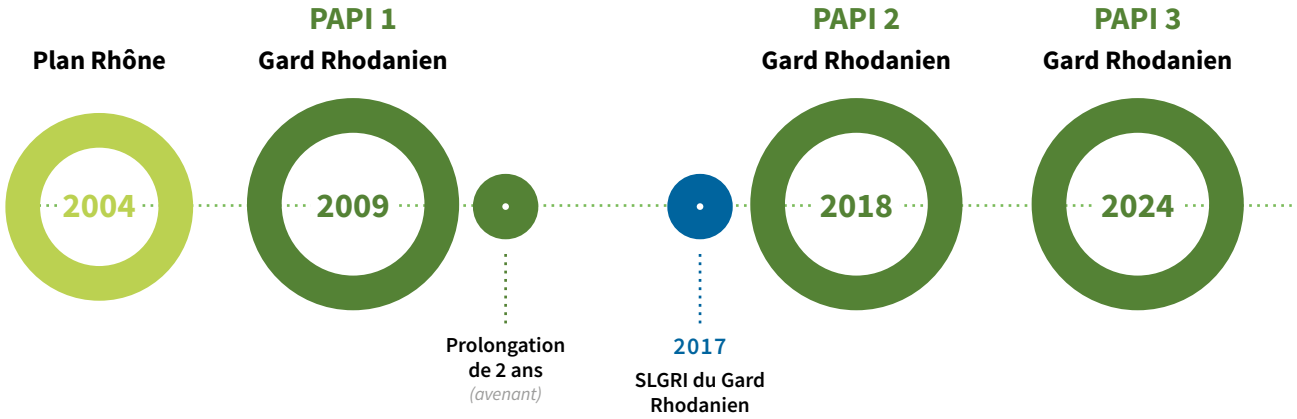 PAPI 1
PAPI 2
PAPI 3
Plan Rhône
Gard Rhodanien
Gard Rhodanien
Gard Rhodanien
2004
2009
2018
2024
Prolongation
de 2 ans
(avenant)
2017
SLGRI du Gard
Rhodanien